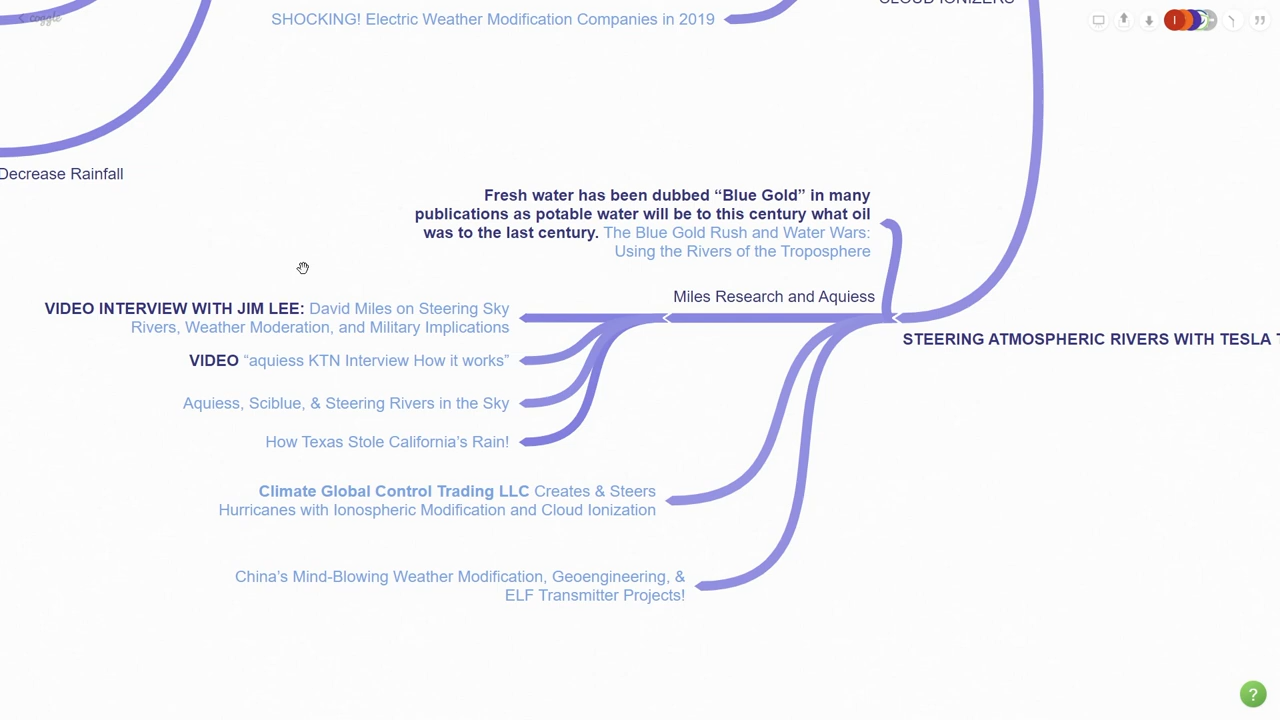 coggle
SHOCKING! Electric Weather Modification Companies in 2019
CLOUD IONIZERS
Decrease Rainfall
Fresh water has been dubbed “Blue Gold” in many
publications as potable water will be to this century what oil
was to the last century. The Blue Gold Rush and Water Wars:
Using the Rivers of the Troposphere
Miles Research and Aquiess
VIDEO INTERVIEW WITH JIM LEE: David Miles on Steering Sky
Rivers, Weather Moderation, and Military Implications
STEERING ATMOSPHERIC RIVERS WITH TESLA
VIDEO “aquiess KTN Interview How it works”
Aquiess, Sciblue, & Steering Rivers in the Sky
How Texas Stole California’s Rain!
Climate Global Control Trading LLC Creates & Steers
Hurricanes with Ionospheric Modification and Cloud Ionization
China’s Mind-Blowing Weather Modification, Geoengineering, &
ELF Transmitter Projects!
?